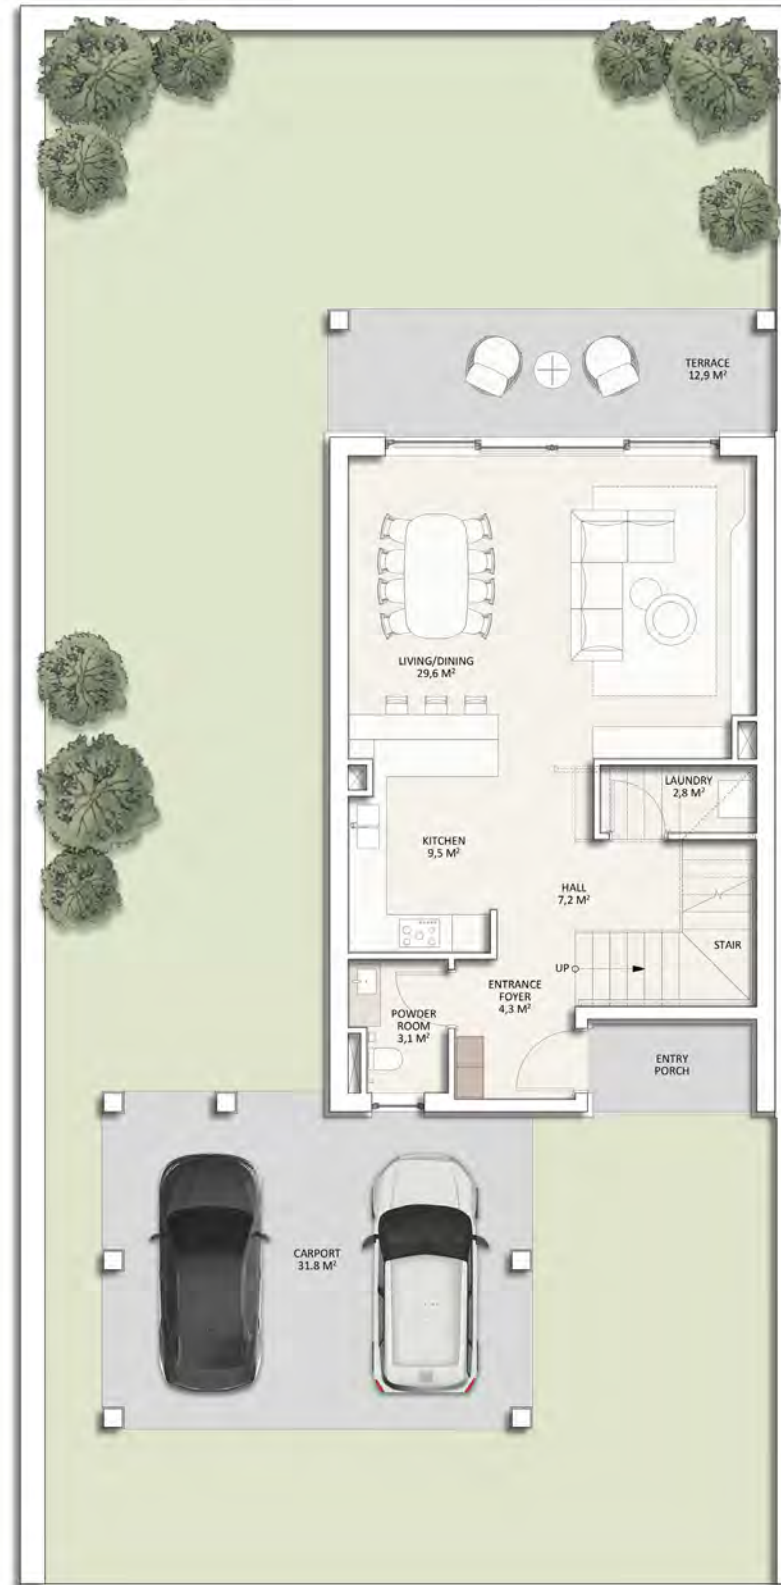 TERRACE
12,9 M²
LIVING/DINING
29,6 M²
LAUNDRY
2,8 M²
KITCHEN
9,5 M²
HALL
7,2 M²
STAIR
UP
ENTRANCE
FOYER
4,3 M²
POWDER
ROOM
3,1 M²
ENTRY
PORCH
CARPORT
31.8 M²